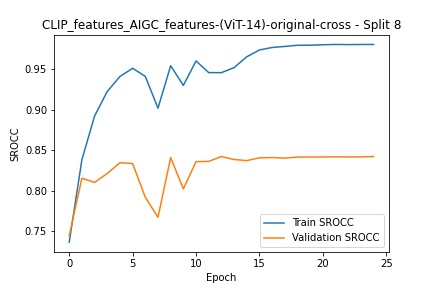 CLIP_features_AIGC_features-(ViT-14)-original-cross - Split 8
SROCC
0.95
0.90
0.85
0.80
0.75
Train SROCC
Validation SROCC
0 5 10 15 20 25
Epoch